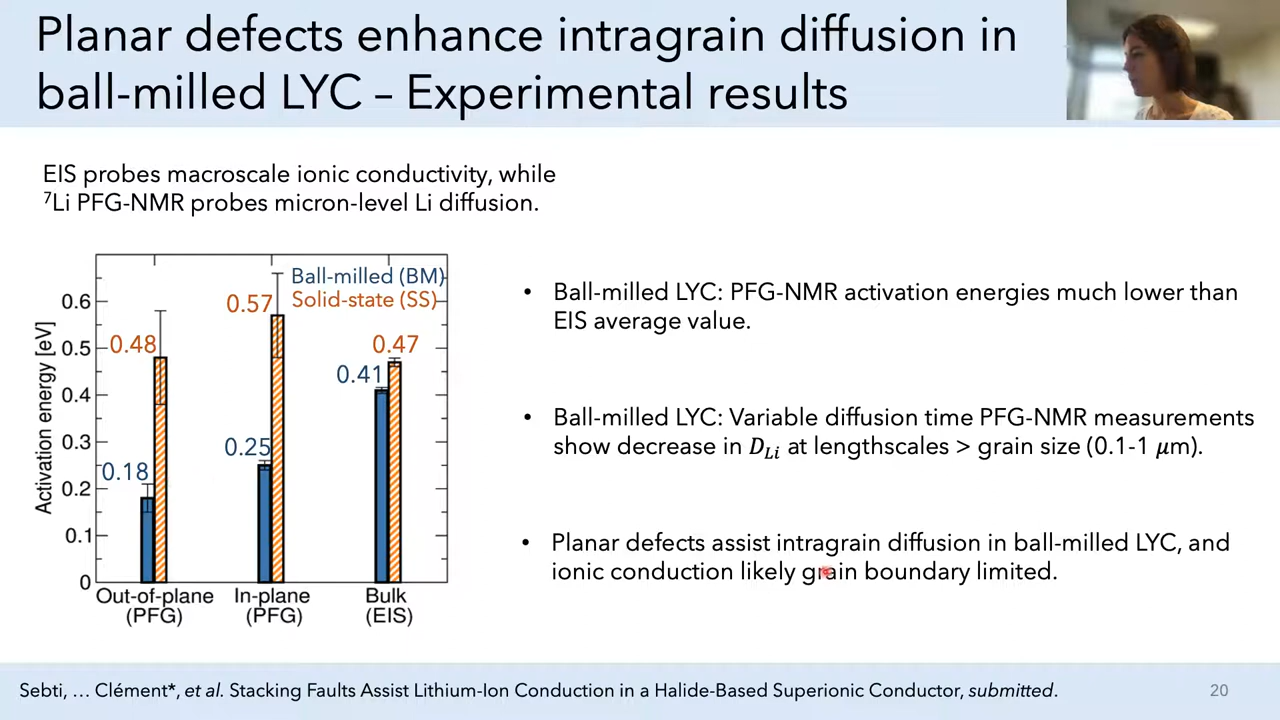 Planar defects enhance intragrain diffusion in
ball-milled LYC – Experimental results
EIS probes macroscale ionic conductivity, while
⁷Li PFG-NMR probes micron-level Li diffusion.
Activation energy [eV]
0.6
0.5
0.4
0.3
0.2
0.1
0
Ball-milled (BM)
Solid-state (SS)
0.18
0.48
0.25
0.57
0.41
0.47
Out-of-plane
(PFG)
In-plane
(PFG)
Bulk
(EIS)
• Ball-milled LYC: PFG-NMR activation energies much lower than
EIS average value.
• Ball-milled LYC: Variable diffusion time PFG-NMR measurements
show decrease in D_Li at lengthscales > grain size (0.1-1 μm).
• Planar defects assist intragrain diffusion in ball-milled LYC, and
ionic conduction likely grain boundary limited.
Sebti, … Clément*, et al. Stacking Faults Assist Lithium-Ion Conduction in a Halide-Based Superionic Conductor, submitted.
20